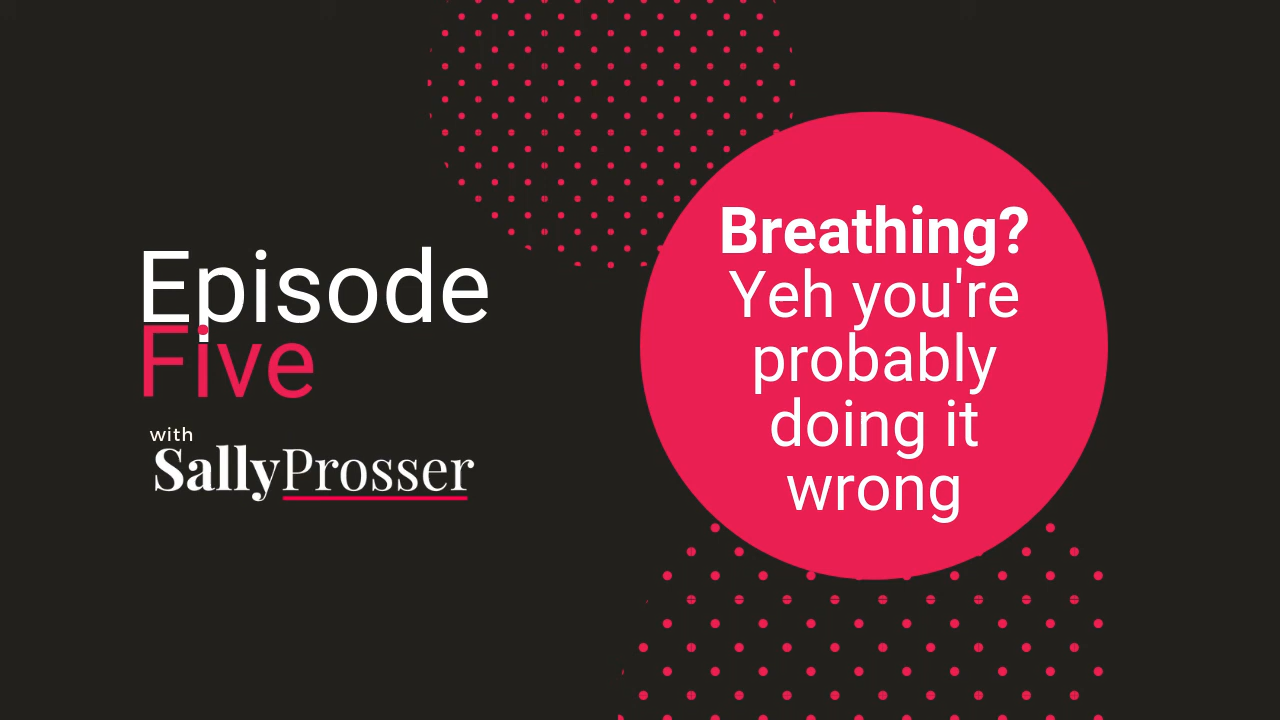 Episode
Five
with
SallyProsser
Breathing?
Yeh you're
probably
doing it
wrong